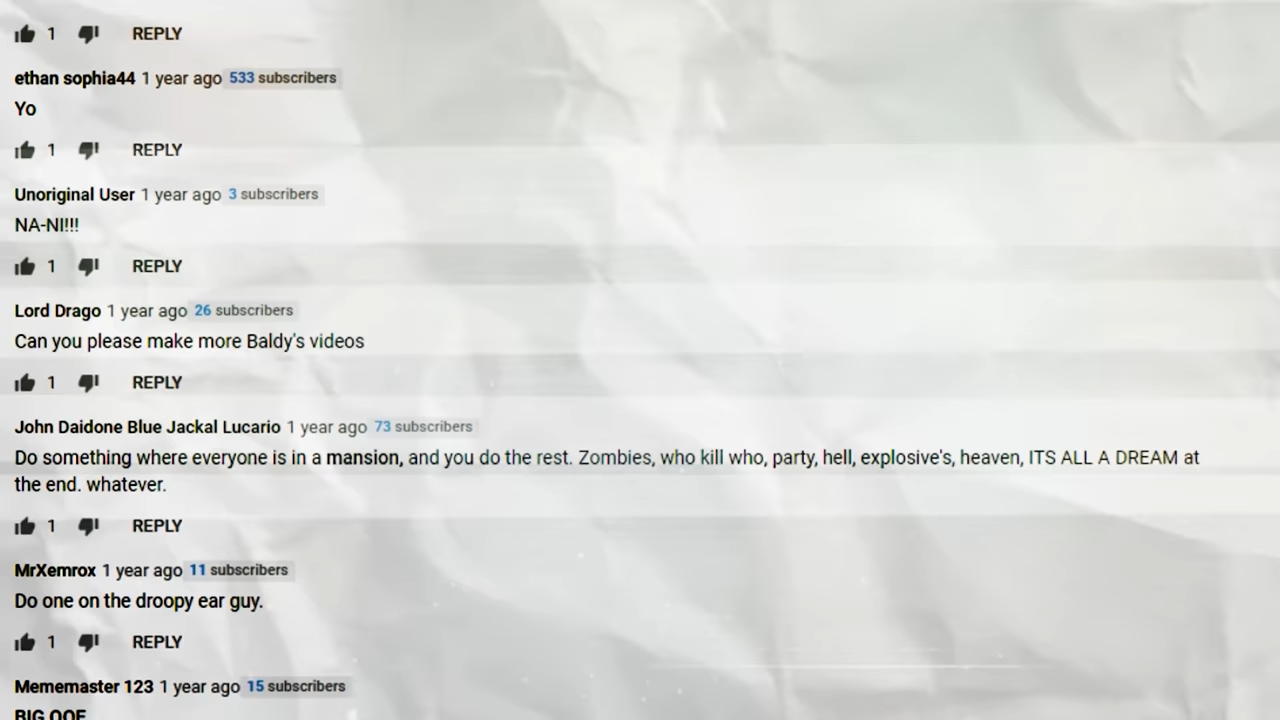 1 REPLY
ethan sophia44 1 year ago 533 subscribers
Yo
1 REPLY
Unoriginal User 1 year ago 3 subscribers
NA-NI!!!
1 REPLY
Lord Drago 1 year ago 26 subscribers
Can you please make more Baldy's videos
1 REPLY
John Daidone Blue Jackal Lucario 1 year ago 73 subscribers
Do something where everyone is in a mansion, and you do the rest. Zombies, who kill who, party, hell, explosive's, heaven, ITS ALL A DREAM at
the end. whatever.
1 REPLY
MrXemrox 1 year ago 11 subscribers
Do one on the droopy ear guy.
1 REPLY
Mememaster 123 1 year ago 15 subscribers
BIG OOF